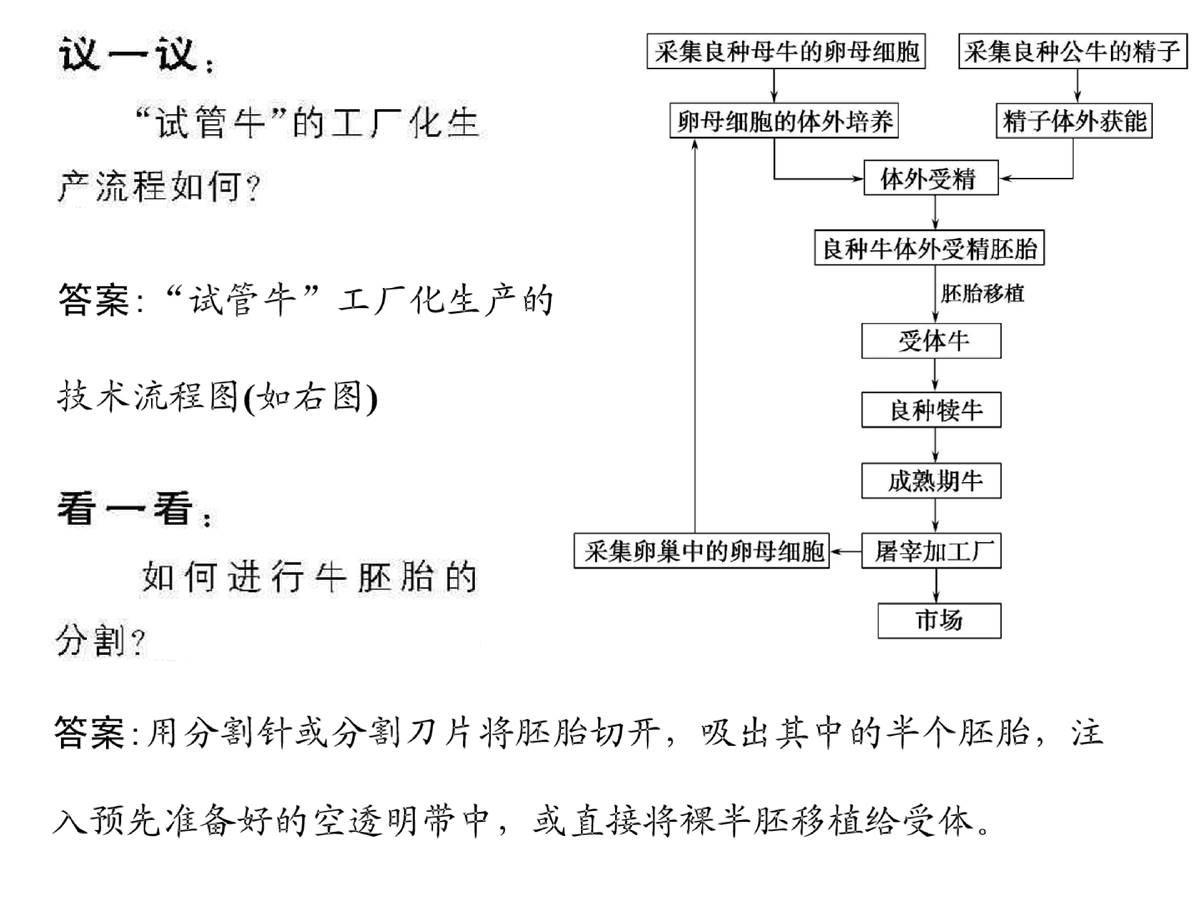 议一议：
“试管牛”的工厂化生
产流程如何？
答案：“试管牛”工厂化生产的
技术流程图(如右图)
采集良种母牛的卵母细胞
采集良种公牛的精子
卵母细胞的体外培养
精子体外获能
体外受精
良种牛体外受精胚胎
胚胎移植
受体牛
良种犊牛
成熟期牛
采集卵巢中的卵母细胞
屠宰加工厂
市场
看一看：
如何进行牛胚胎的
分割？
答案：用分割针或分割刀片将胚胎切开，吸出其中的半个胚胎，注
入预先准备好的空透明带中，或直接将裸半胚移植给受体。